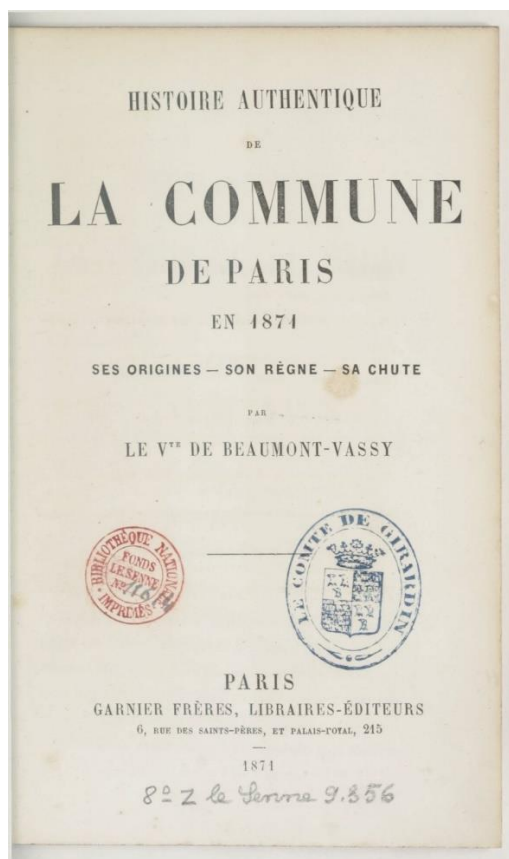 HISTOIRE AUTHENTIQUE
DE
LA COMMUNE
DE PARIS
EN 1871
SES ORIGINES — SON RÈGNE — SA CHUTE
PAR
LE Vᵀᴱ DE BEAUMONT-VASSY
BIBLIOTHÈQUE NATIONALE
FONDS
LE SENNE
No
IMPRIMÉS
LE COMTE DE GIRARDIN
PARIS
GARNIER FRÈRES, LIBRAIRES-ÉDITEURS
6, RUE DES SAINTS-PÈRES, ET PALAIS-ROYAL, 215
1871
8º Z le Senne 9.356